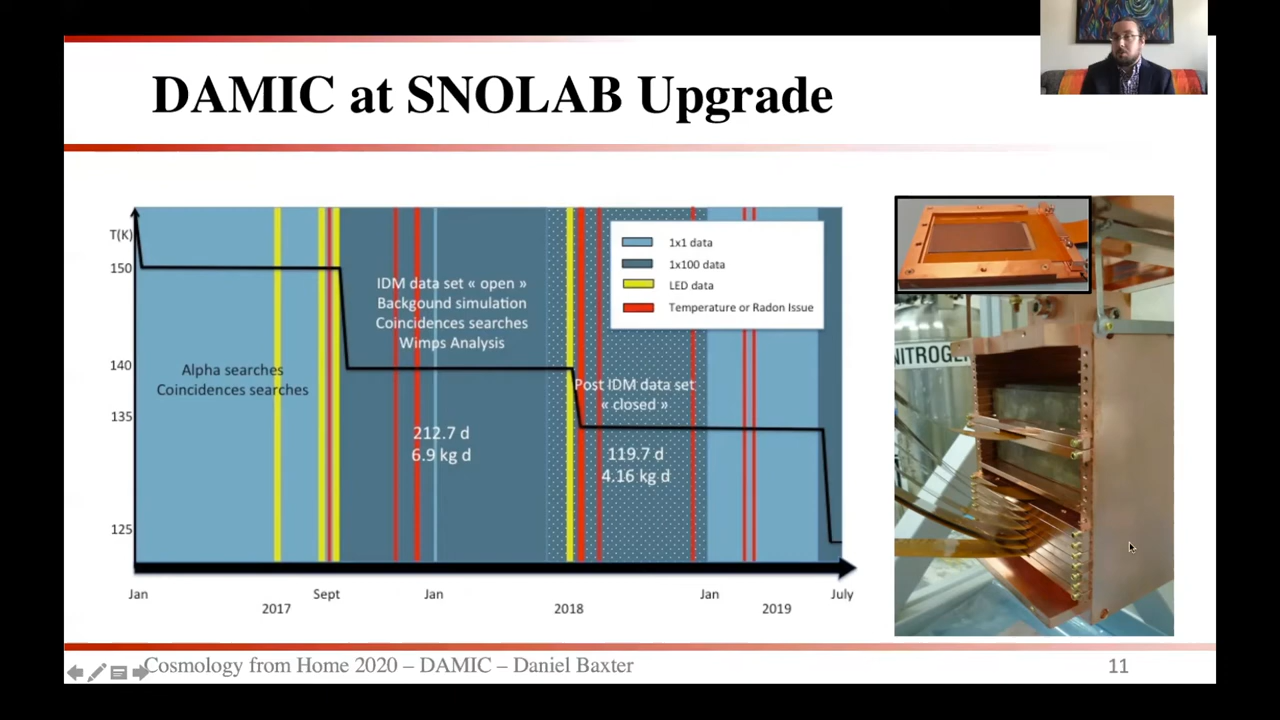 DAMIC at SNOLAB Upgrade
T(K)
150
140
135
125
1x1 data
1x100 data
LED data
Temperature or Radon Issue
Alpha searches
Coincidences searches
IDM data set « open »
Backgound simulation
Coincidences searches
Wimps Analysis
212.7 d
6.9 kg d
Post IDM data set
« closed »
119.7 d
4.16 kg d
Jan
Sept
Jan
Jan
July
2017
2018
2019
NITROGE
Cosmology from Home 2020 – DAMIC – Daniel Baxter
11